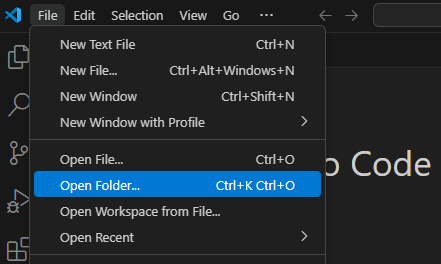 File Edit Selection View Go ...
New Text File Ctrl+N
New File... Ctrl+Alt+Windows+N
New Window Ctrl+Shift+N
New Window with Profile
Open File... Ctrl+O
o Code
Open Folder... Ctrl+K Ctrl+O
Open Workspace from File...
Open Recent